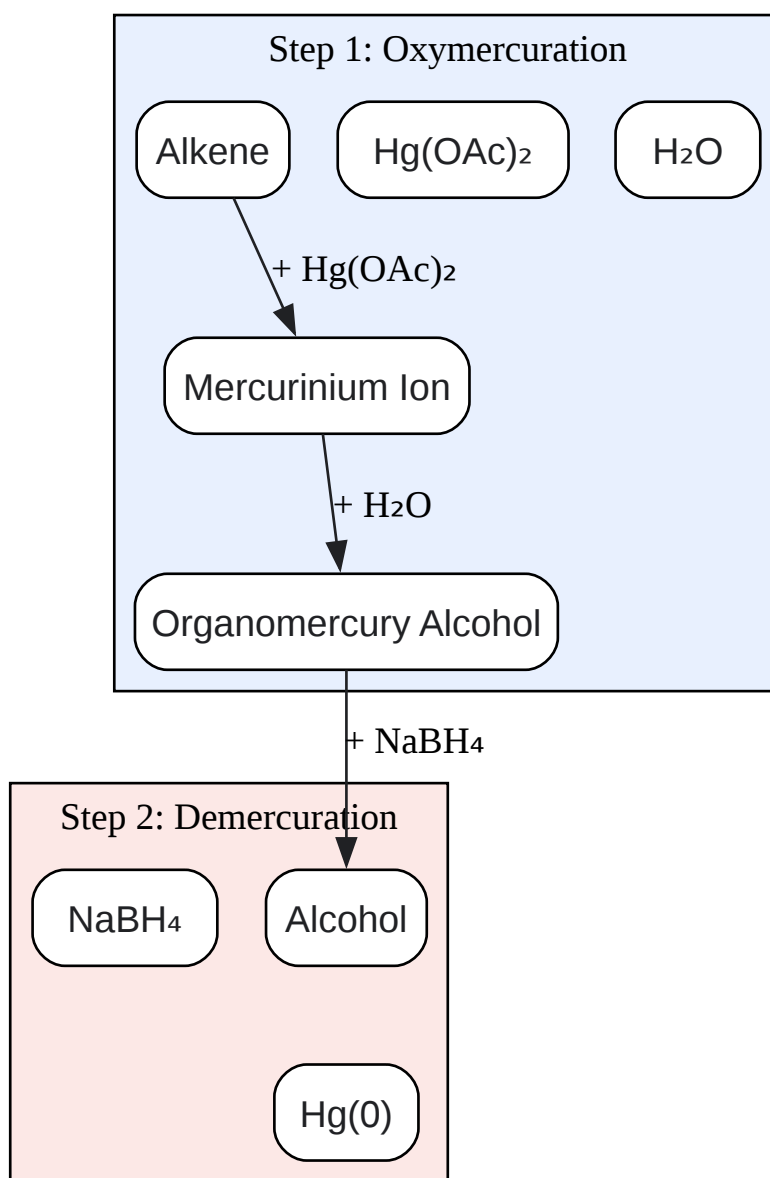 Step 1: Oxymercuration
Alkene
Hg(OAc)₂
H₂O
+ Hg(OAc)₂
Mercurinium Ion
+ H₂O
Organomercury Alcohol
+ NaBH₄
Step 2: Demercuration
NaBH₄
Alcohol
Hg(0)